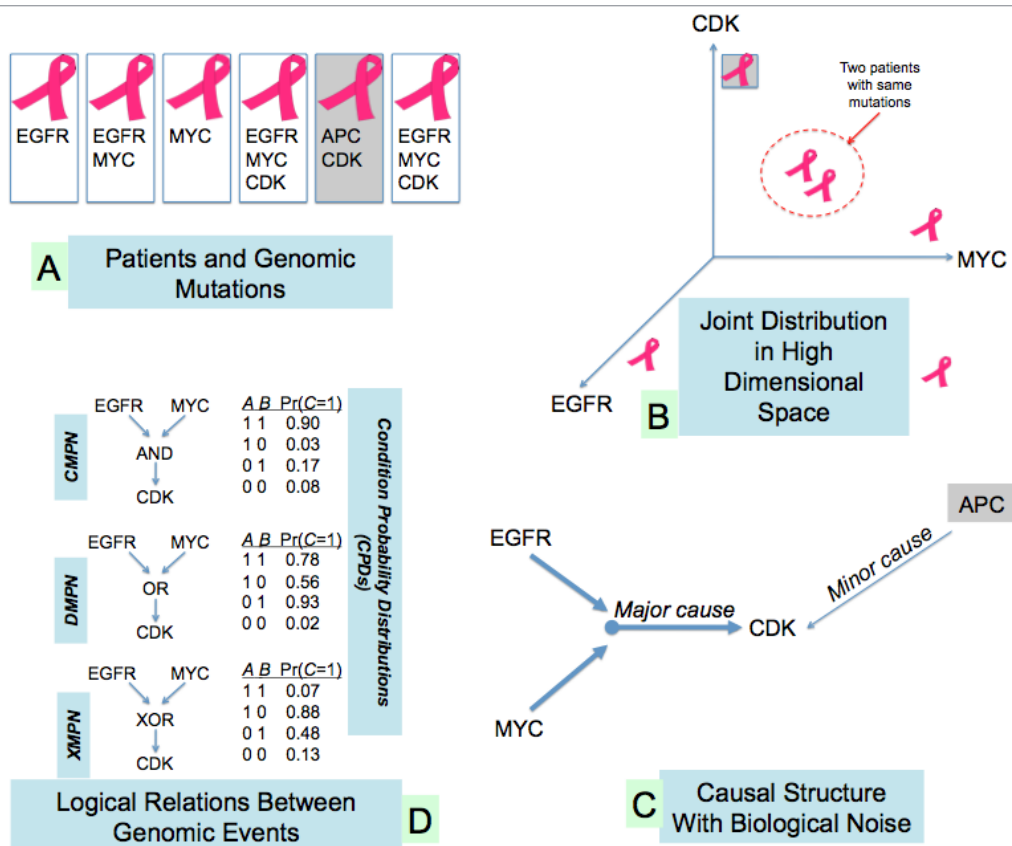 EGFR
EGFR
MYC
MYC
EGFR
MYC
CDK
APC
CDK
EGFR
MYC
CDK
A
Patients and Genomic
Mutations
CDK
Two patients
with same
mutations
MYC
EGFR
B
Joint Distribution
in High
Dimensional
Space
CMPN
EGFR MYC
AND
CDK
A B Pr(C=1)
1 1 0.90
1 0 0.03
0 1 0.17
0 0 0.08
DMPN
EGFR MYC
OR
CDK
A B Pr(C=1)
1 1 0.78
1 0 0.56
0 1 0.93
0 0 0.02
XMPN
EGFR MYC
XOR
CDK
A B Pr(C=1)
1 1 0.07
1 0 0.88
0 1 0.48
0 0 0.13
Condition Probability Distributions
(CPDs)
Logical Relations Between
Genomic Events
D
EGFR
MYC
Major cause
CDK
Minor cause
APC
C
Causal Structure
With Biological Noise